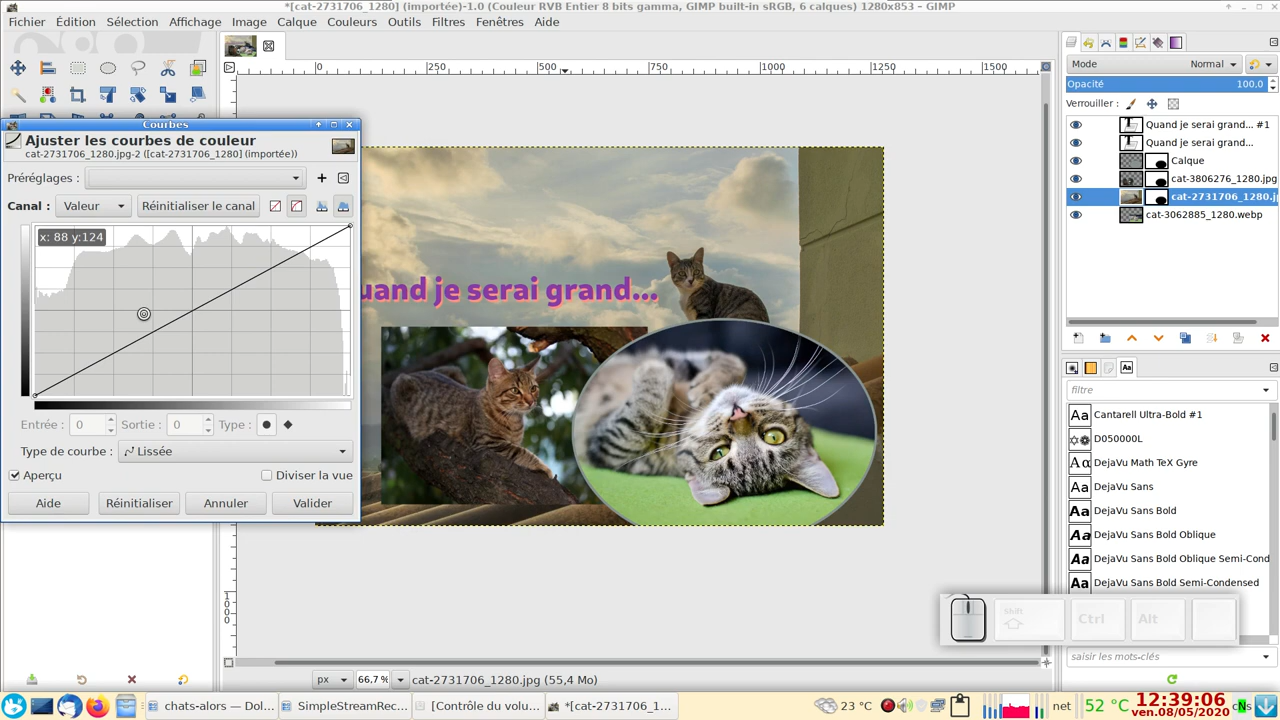 *[cat-2731706_1280] (importée)-1.0 (Couleur RVB Entier 8 bits gamma, GIMP built-in sRGB, 6 calques) 1280x853 – GIMP
Fichier Édition Sélection Affichage Image Calque Couleurs Outils Filtres Fenêtres Aide
0 250 500 750 1000 1250 1500
Mode Normal
Opacité 100,0
Verrouiller :
Quand je serai grand... #1
Quand je serai grand...
Calque
cat-3806276_1280.jpg
cat-2731706_1280.j
cat-3062885_1280.webp
Courbes
Ajuster les courbes de couleur
cat-2731706_1280.jpg-2 ([cat-2731706_1280] (importée))
Préréglages :
Canal : Valeur Réinitialiser le canal
x: 88 y:124
Entrée : 0 Sortie : 0 Type :
Type de courbe : Lissée
Aperçu Diviser la vue
Aide Réinitialiser Annuler Valider
uand je serai grand...
filtre
Cantarell Ultra-Bold #1
D050000L
DejaVu Math TeX Gyre
DejaVu Sans
DejaVu Sans Bold
DejaVu Sans Bold Oblique
DejaVu Sans Bold Oblique Semi-Cond
DejaVu Sans Bold Semi-Condensed
Shift Ctrl Alt
saisir les mots-clés
1000
px 66,7 % cat-2731706_1280.jpg (55,4 Mo)
chats-alors — Dol... SimpleStreamRec... [Contrôle du volu... *[cat-2731706_1...
23 °C
net
52 °C
12:39:06
ven.08/05/2020